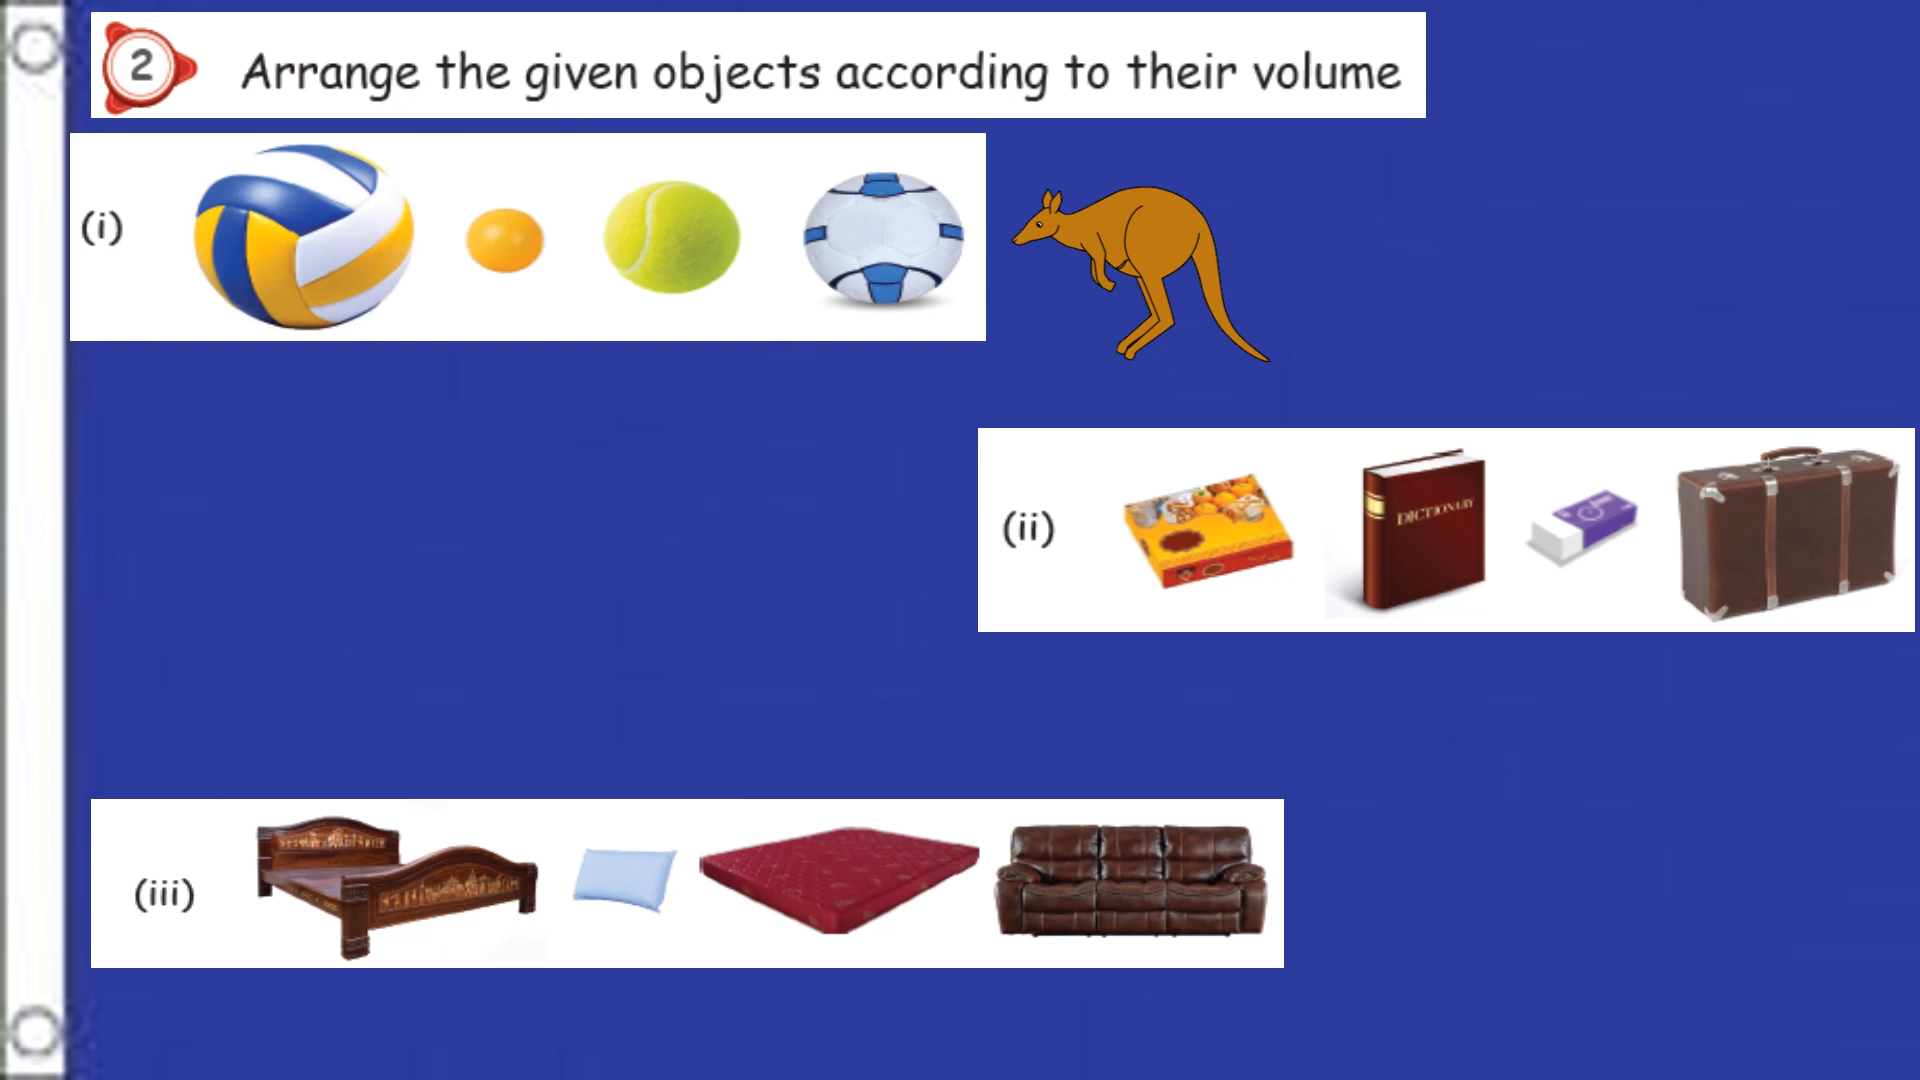 2 Arrange the given objects according to their volume
(i)
(ii)
DICTIONARY
(iii)